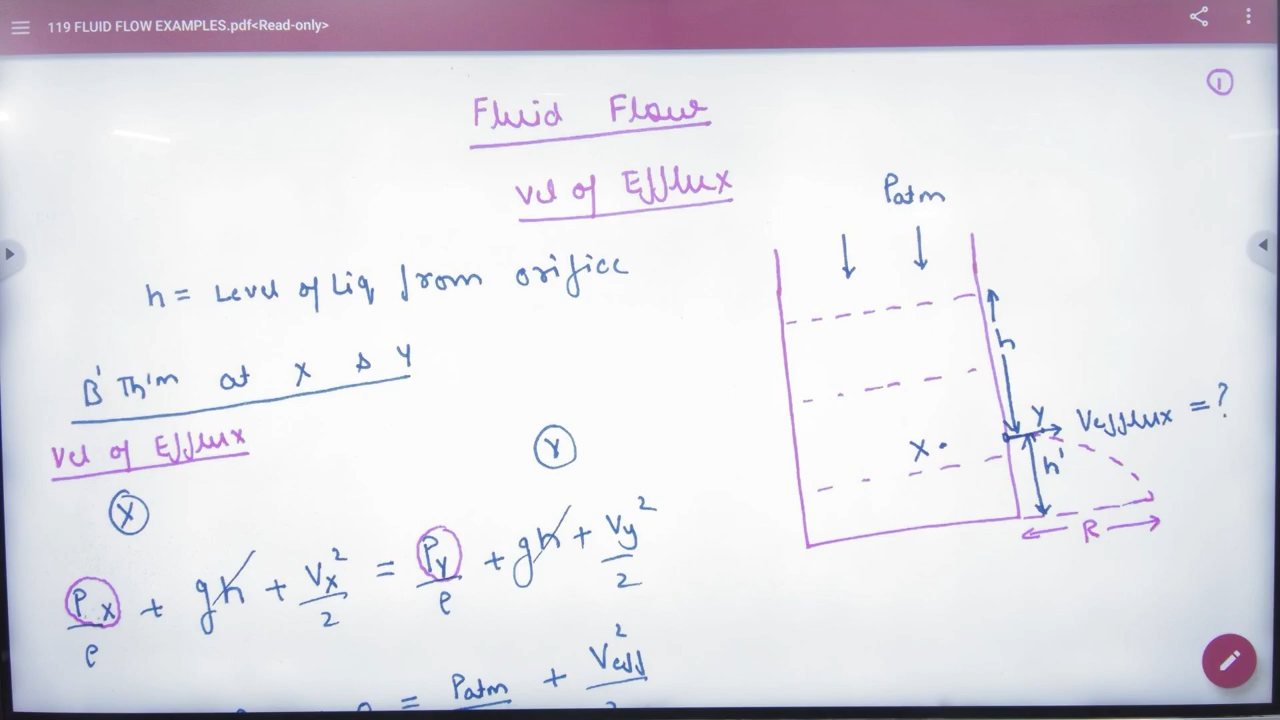 119 FLUID FLOW EXAMPLES.pdf<Read-only>
1
Fluid Flow
Vel of Efflux
Patm
h = Level of Liq from orifice
h
B' Th'm at X & Y
Y Vefflux = ?
Vel of Efflux
X
h'
R
X Y
Px/ρ + gh + Vx²/2 = Py/ρ + gh + Vy²/2
= Patm + Veff²